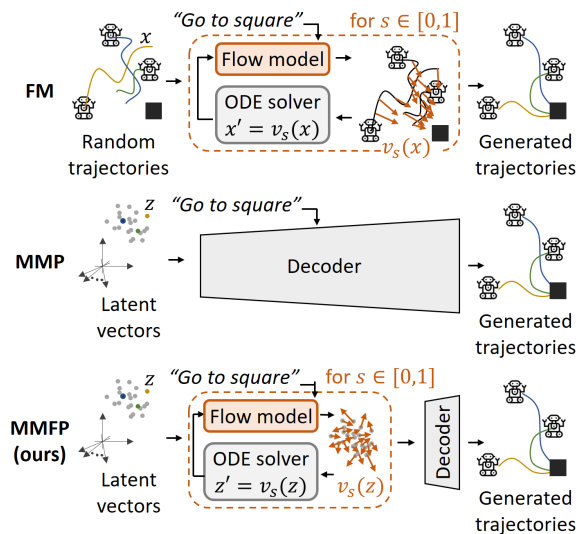 “Go to square”
for s ∈ [0,1]
x
Flow model
FM
ODE solver
x′ = v_s(x)
v_s(x)
Random
trajectories
Generated
trajectories
“Go to square”
z
MMP
Decoder
Latent
vectors
Generated
trajectories
“Go to square”
for s ∈ [0,1]
z
Flow model
MMFP
(ours)
ODE solver
z′ = v_s(z)
v_s(z)
Decoder
Latent
vectors
Generated
trajectories